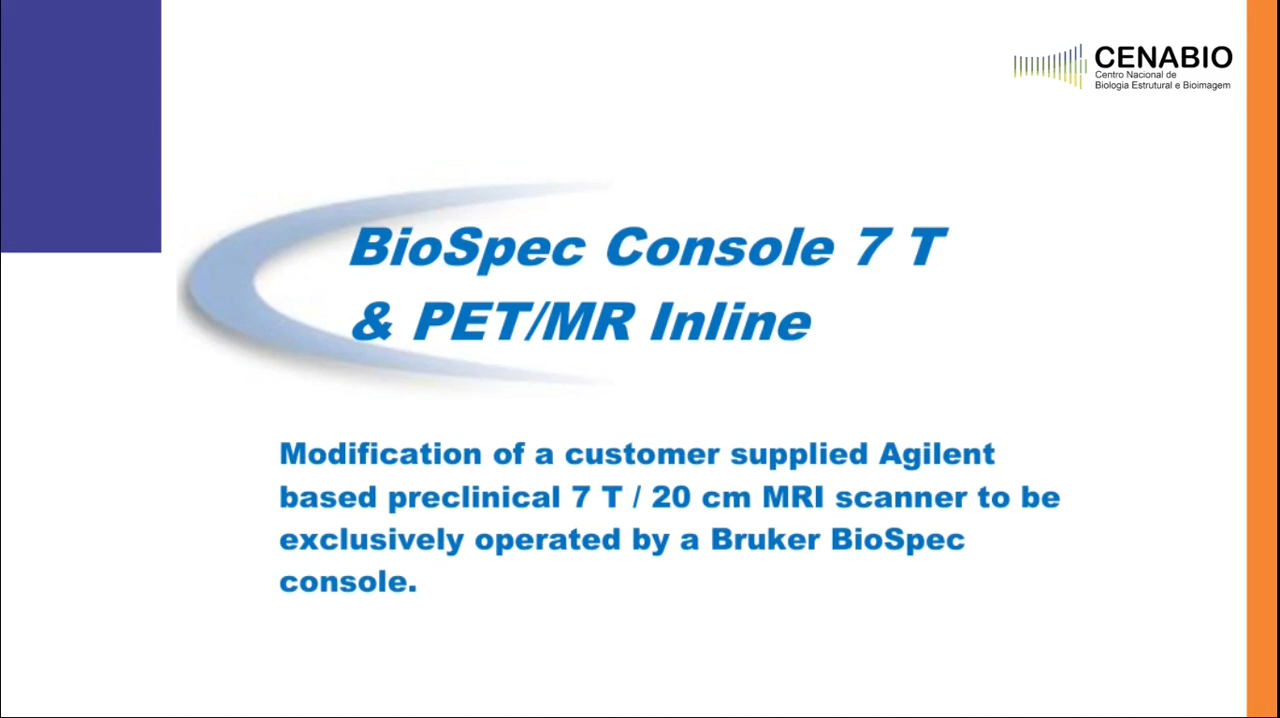 CENABIO
Centro Nacional de
Biologia Estrutural e Bioimagem
BioSpec Console 7 T
& PET/MR Inline
Modification of a customer supplied Agilent
based preclinical 7 T / 20 cm MRI scanner to be
exclusively operated by a Bruker BioSpec
console.